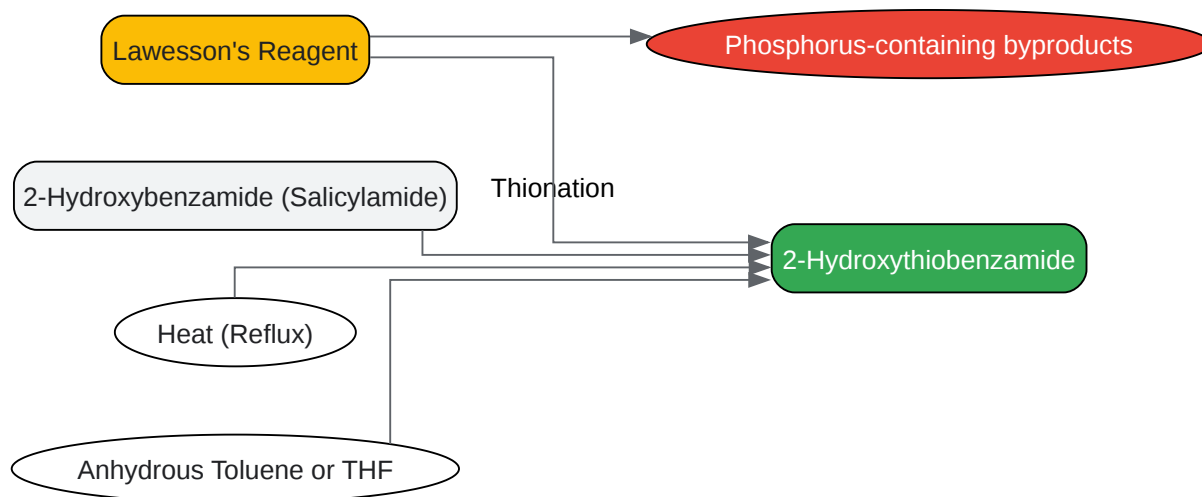 Lawesson's Reagent
Phosphorus-containing byproducts
2-Hydroxybenzamide (Salicylamide)
Thionation
2-Hydroxythiobenzamide
Heat (Reflux)
Anhydrous Toluene or THF